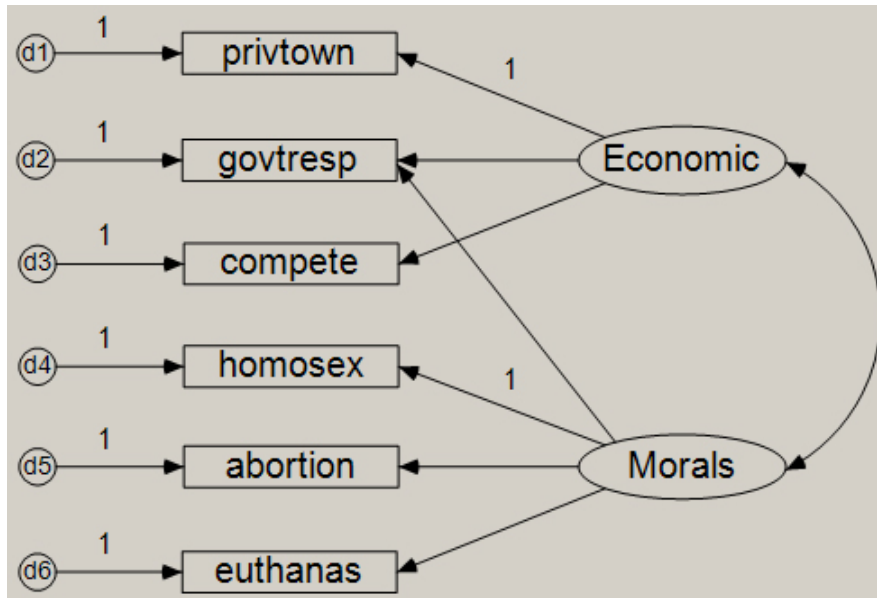 1
d1
privtown
1
1
d2
govtresp
Economic
1
d3
compete
1
d4
homosex
1
1
d5
abortion
Morals
1
d6
euthanas